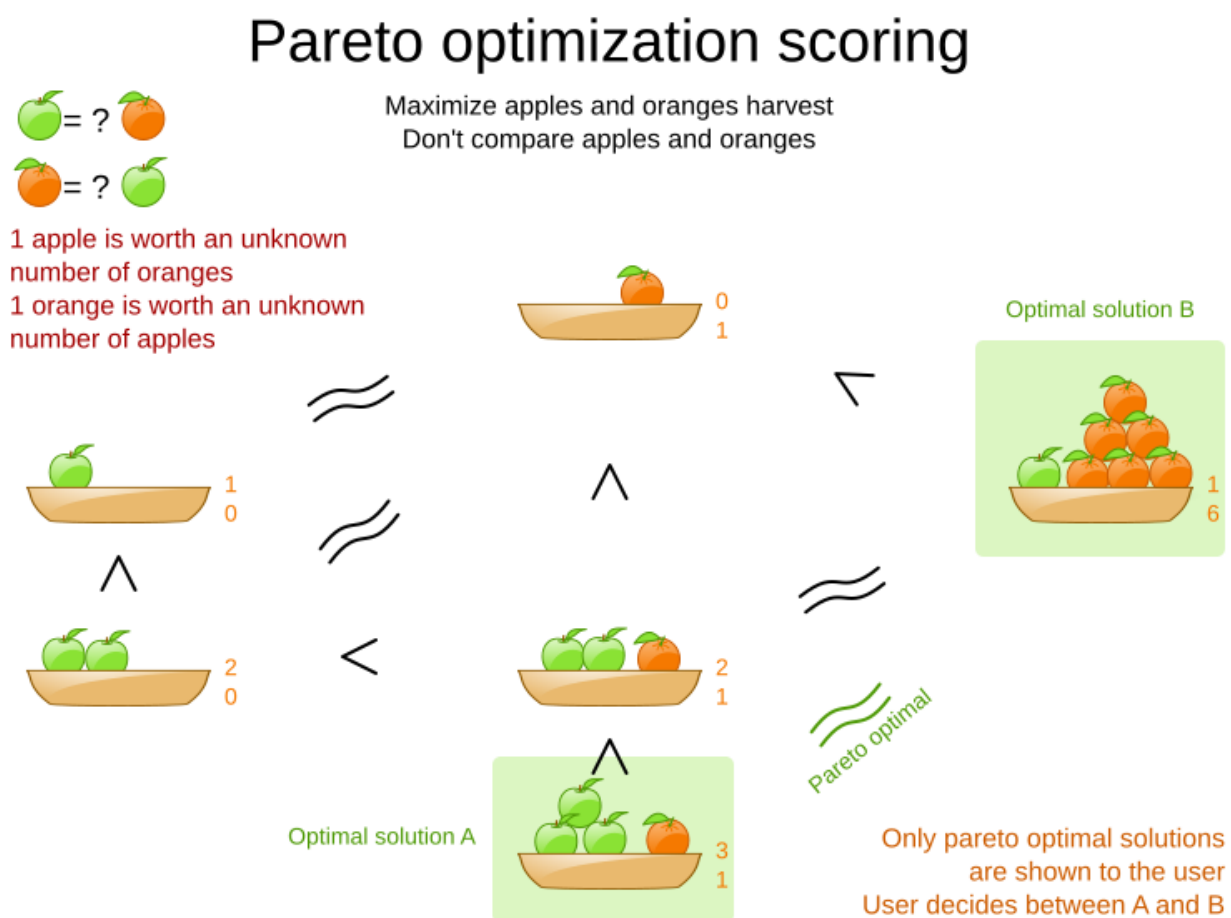 Pareto optimization scoring
Maximize apples and oranges harvest
Don't compare apples and oranges
= ?
= ?
1 apple is worth an unknown
number of oranges
1 orange is worth an unknown
number of apples
0
1
Optimal solution B
1
0
1
6
2
0
<
2
1
Pareto optimal
Optimal solution A
3
1
Only pareto optimal solutions
are shown to the user
User decides between A and B